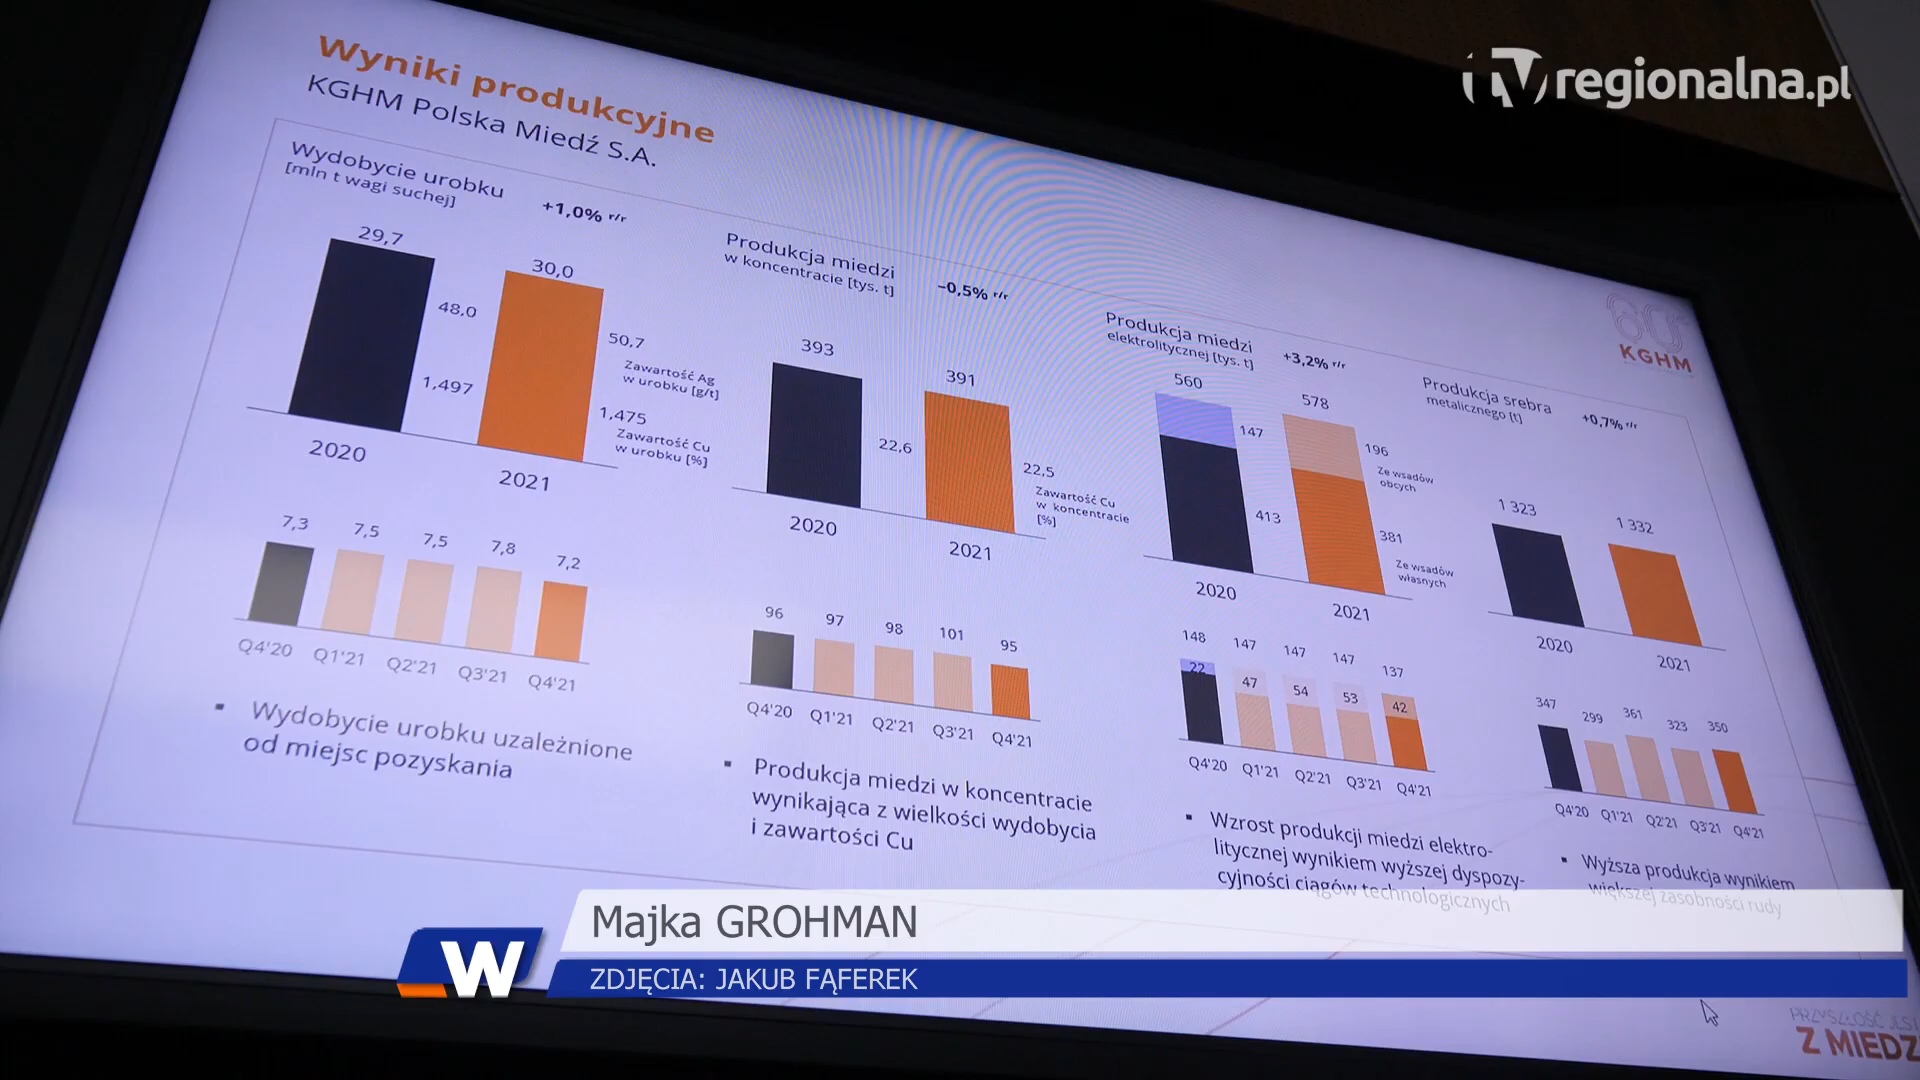 regionalna.pl
Wyniki produkcyjne
KGHM Polska Miedź S.A.
Wydobycie urobku
[mln t wagi suchej]
+1,0% r/r
29,7
30,0
48,0
50,7
Zawartość Ag
w urobku [g/t]
1,497
1,475
Zawartość Cu
w urobku [%]
2020
2021
7,3
7,5
7,5
7,8
7,2
Q4'20
Q1'21
Q2'21
Q3'21
Q4'21
▪ Wydobycie urobku uzależnione
od miejsc pozyskania
Produkcja miedzi
w koncentracie [tys. t]
−0,5% r/r
393
391
22,6
22,5
Zawartość Cu
w koncentracie
[%]
2020
2021
96
97
98
101
95
Q4'20
Q1'21
Q2'21
Q3'21
Q4'21
▪ Produkcja miedzi w koncentracie
wynikająca z wielkości wydobycia
i zawartości Cu
Produkcja miedzi
elektrolitycznej [tys. t]
+3,2% r/r
560
578
147
196
Ze wsadów
obcych
413
381
Ze wsadów
własnych
2020
2021
148
147
147
147
137
22
47
54
53
42
Q4'20
Q1'21
Q2'21
Q3'21
Q4'21
▪ Wzrost produkcji miedzi elektro-
litycznej wynikiem wyższej dyspozy-
cyjności ciągów technologicznych
KGHM
Produkcja srebra
metalicznego [t]
+0,7% r/r
1 323
1 332
2020
2021
347
299
361
323
350
Q4'20
Q1'21
Q2'21
Q3'21
Q4'21
▪ Wyższa produkcja wynikiem
większej zasobności rudy
W
Majka GROHMAN
ZDJĘCIA: JAKUB FĄFEREK
PRZYSZŁOŚĆ JEST
Z MIEDZ